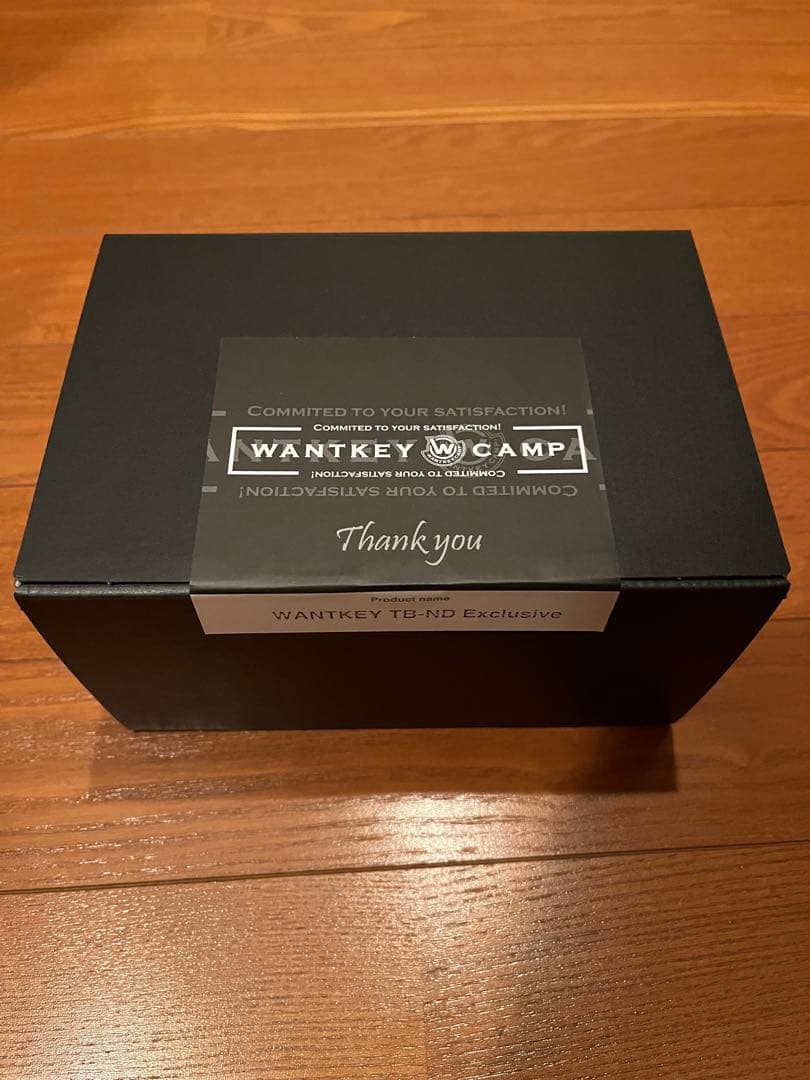 COMMITED TO YOUR SATISFACTION!
COMMITED TO YOUR SATISFACTION!
WANTKEY W CAMP
COMMITED TO YOUR SATISFACTION!
COMMITED TO YOUR SATISFACTION!
Thank you
Product name
WANTKEY TB-ND Exclusive